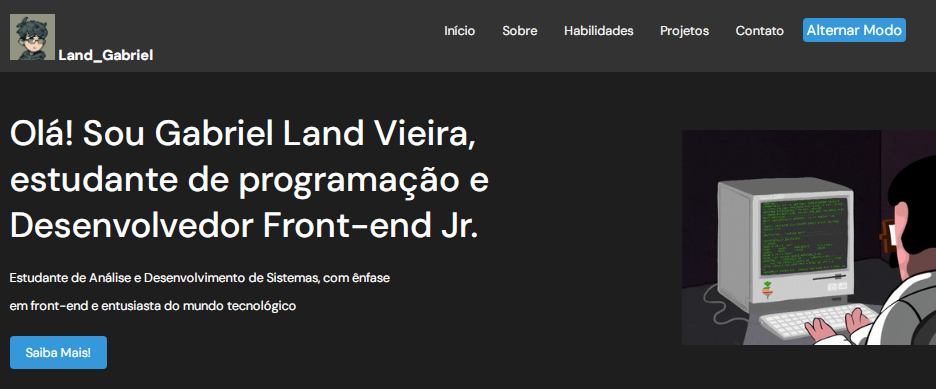 Land_Gabriel
Início Sobre Habilidades Projetos Contato Alternar Modo
Olá! Sou Gabriel Land Vieira,
estudante de programação e
Desenvolvedor Front-end Jr.
Estudante de Análise e Desenvolvimento de Sistemas, com ênfase
em front-end e entusiasta do mundo tecnológico
Saiba Mais!